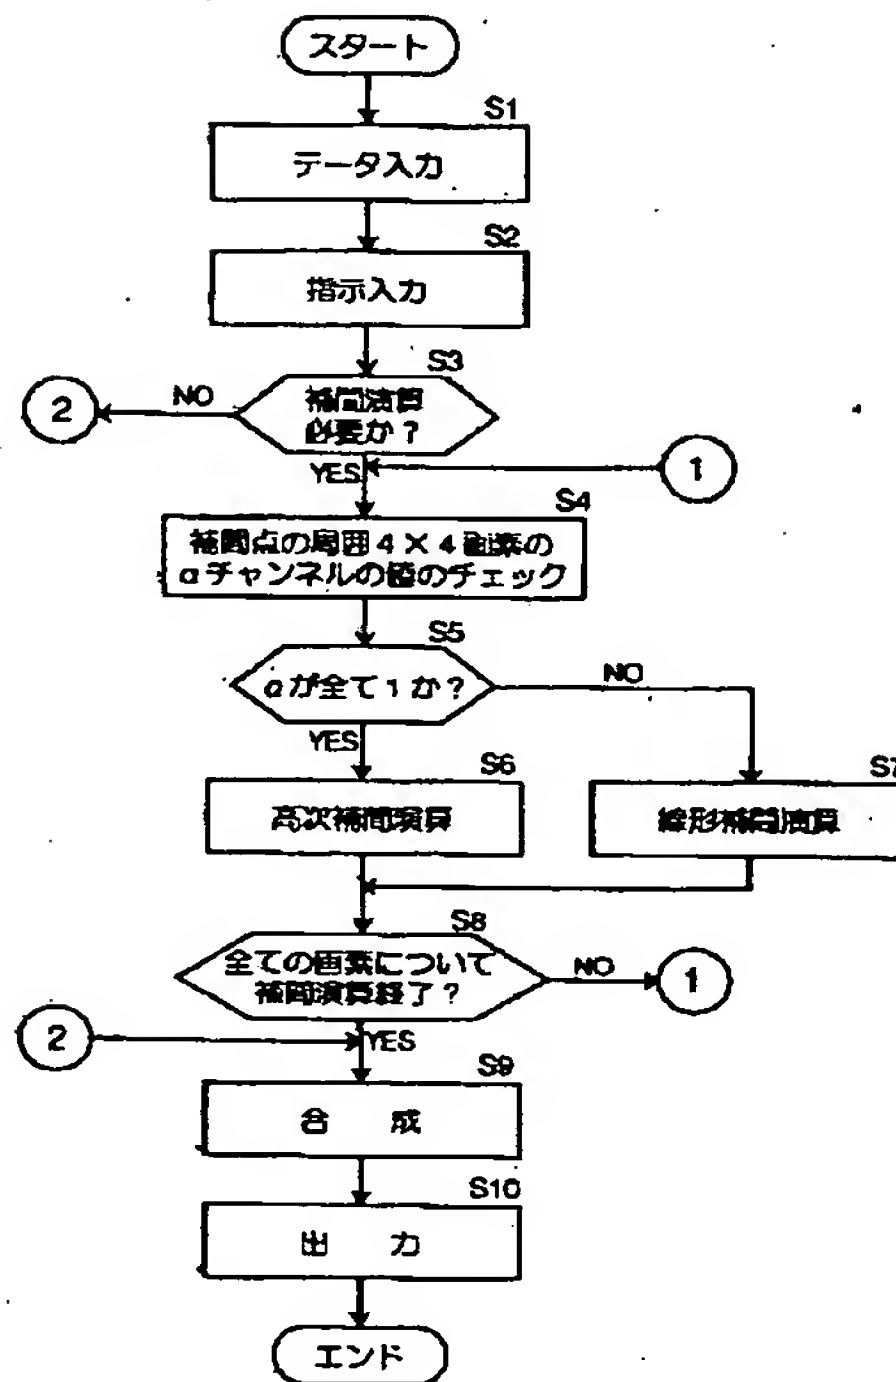 スタート
S1
データ入力
S2
指示入力
S3
補間演算
必要か？
NO
2
YES
1
S4
補間点の周囲4×4画素の
αチャンネルの値のチェック
S5
αが全て1か？
NO
YES
S6
高次補間演算
S7
線形補間演算
S8
全ての画素について
補間演算終了？
NO
1
2
YES
S9
合　成
S10
出　力
エンド